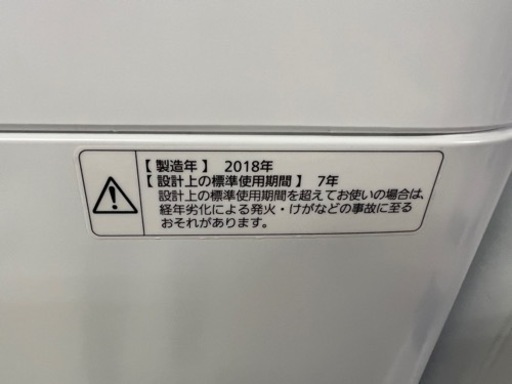 【製造年】 2018年
【設計上の標準使用期間】 7年
設計上の標準使用期間を超えてお使いの場合は、
経年劣化による発火・けがなどの事故に至る
おそれがあります。